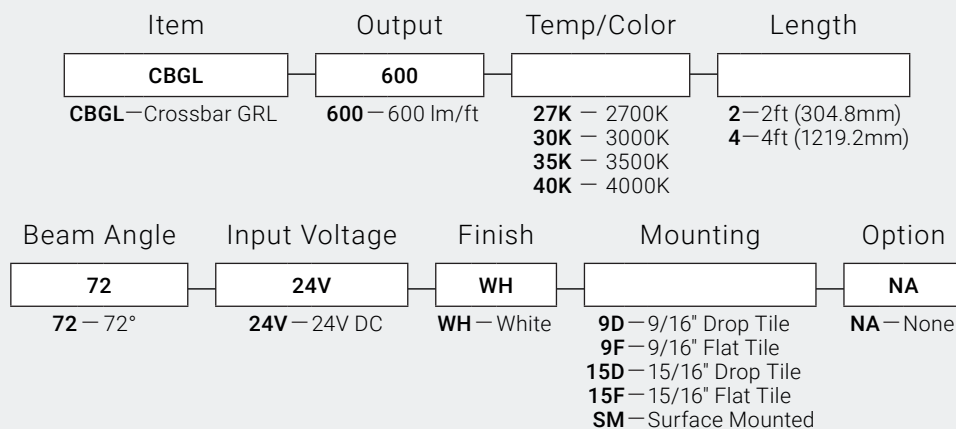 Item Output Temp/Color Length
CBGL 600
CBGL—Crossbar GRL 600—600 lm/ft 27K — 2700K 2—2ft (304.8mm)
30K — 3000K 4—4ft (1219.2mm)
35K — 3500K
40K — 4000K
Beam Angle Input Voltage Finish Mounting Option
72 24V WH NA
72—72° 24V—24V DC WH—White 9D—9/16" Drop Tile NA—None
9F—9/16" Flat Tile
15D—15/16" Drop Tile
15F—15/16" Flat Tile
SM—Surface Mounted